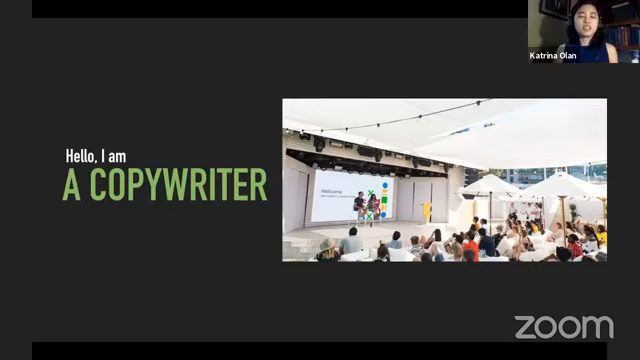 Katrina Olan
Hello, I am
A COPYWRITER
Welcome
zoom